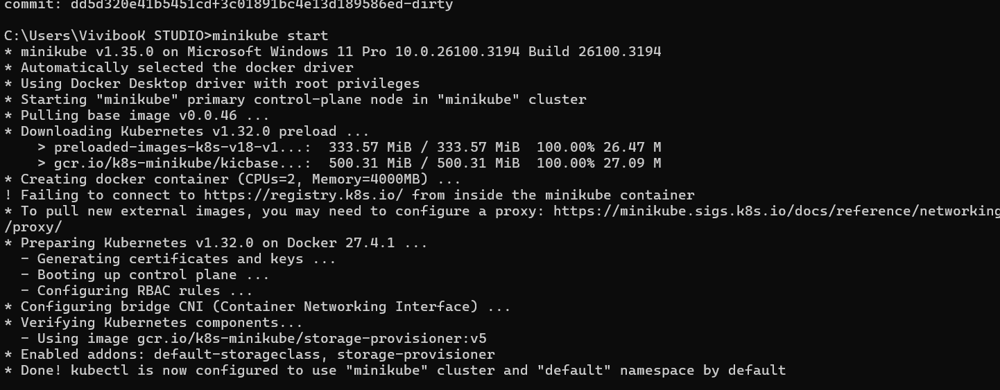 commit: dd5d320e41b5451cdf3c01891bc4e13d189586ed-dirty
C:\Users\VivibooK STUDIO>minikube start
* minikube v1.35.0 on Microsoft Windows 11 Pro 10.0.26100.3194 Build 26100.3194
* Automatically selected the docker driver
* Using Docker Desktop driver with root privileges
* Starting "minikube" primary control-plane node in "minikube" cluster
* Pulling base image v0.0.46 ...
* Downloading Kubernetes v1.32.0 preload ...
    > preloaded-images-k8s-v18-v1...:  333.57 MiB / 333.57 MiB  100.00% 26.47 M
    > gcr.io/k8s-minikube/kicbase...:  500.31 MiB / 500.31 MiB  100.00% 27.09 M
* Creating docker container (CPUs=2, Memory=4000MB) ...
! Failing to connect to https://registry.k8s.io/ from inside the minikube container
* To pull new external images, you may need to configure a proxy: https://minikube.sigs.k8s.io/docs/reference/networking
/proxy/
* Preparing Kubernetes v1.32.0 on Docker 27.4.1 ...
  - Generating certificates and keys ...
  - Booting up control plane ...
  - Configuring RBAC rules ...
* Configuring bridge CNI (Container Networking Interface) ...
* Verifying Kubernetes components...
  - Using image gcr.io/k8s-minikube/storage-provisioner:v5
* Enabled addons: default-storageclass, storage-provisioner
* Done! kubectl is now configured to use "minikube" cluster and "default" namespace by default